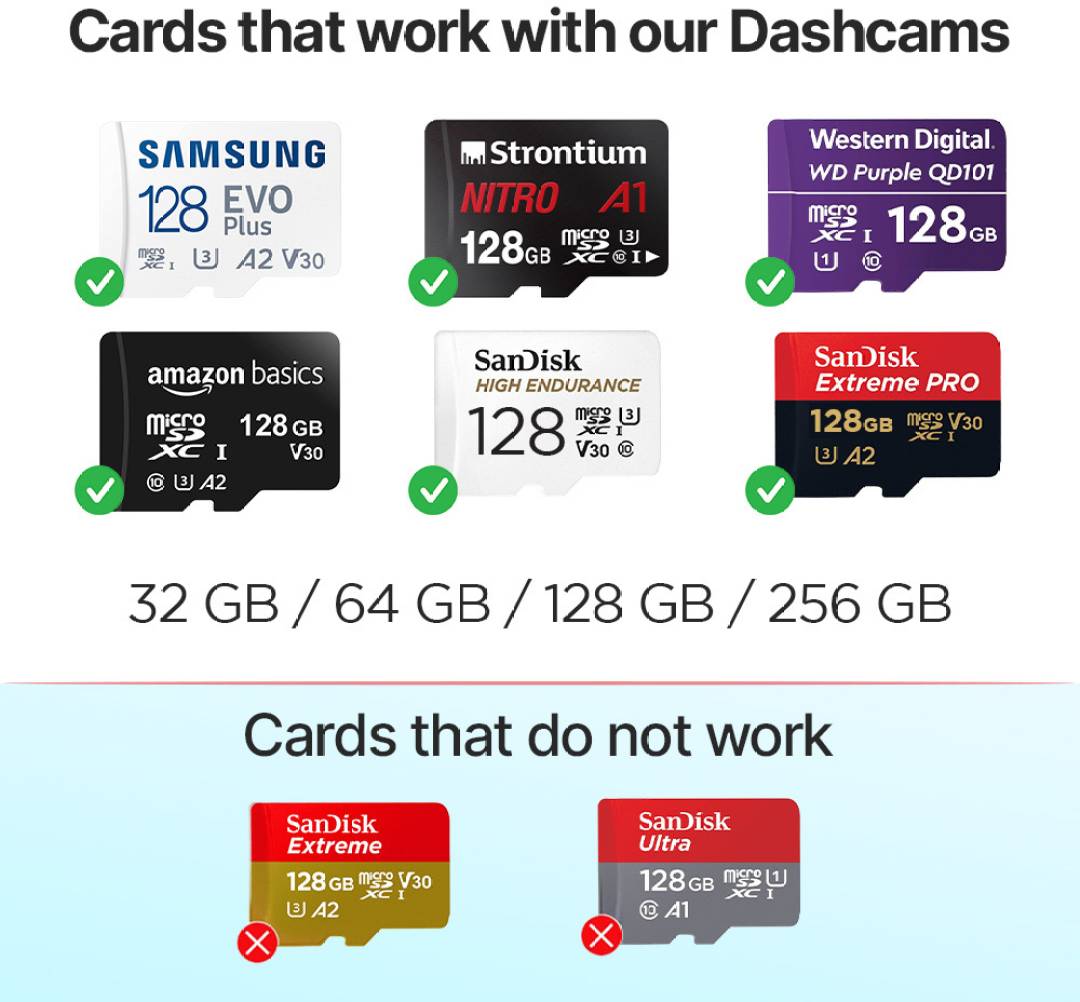 Cards that work with our Dashcams
SAMSUNG
128 EVO Plus
micro SD XC I U3 A2 V30
Strontium
NITRO A1
128GB micro SD XC U3 10 I
Western Digital.
WD Purple QD101
micro SD XC I 128GB
U1 10
amazon basics
micro SD XC I 128 GB
V30
10 U3 A2
SanDisk
HIGH ENDURANCE
128 micro SD XC I U3
V30 10
SanDisk
Extreme PRO
128GB micro SD XC I V30
U3 A2
32 GB / 64 GB / 128 GB / 256 GB
Cards that do not work
SanDisk
Extreme
128GB micro SD XC I V30
U3 A2
SanDisk
Ultra
128GB micro SD XC I U1
10 A1